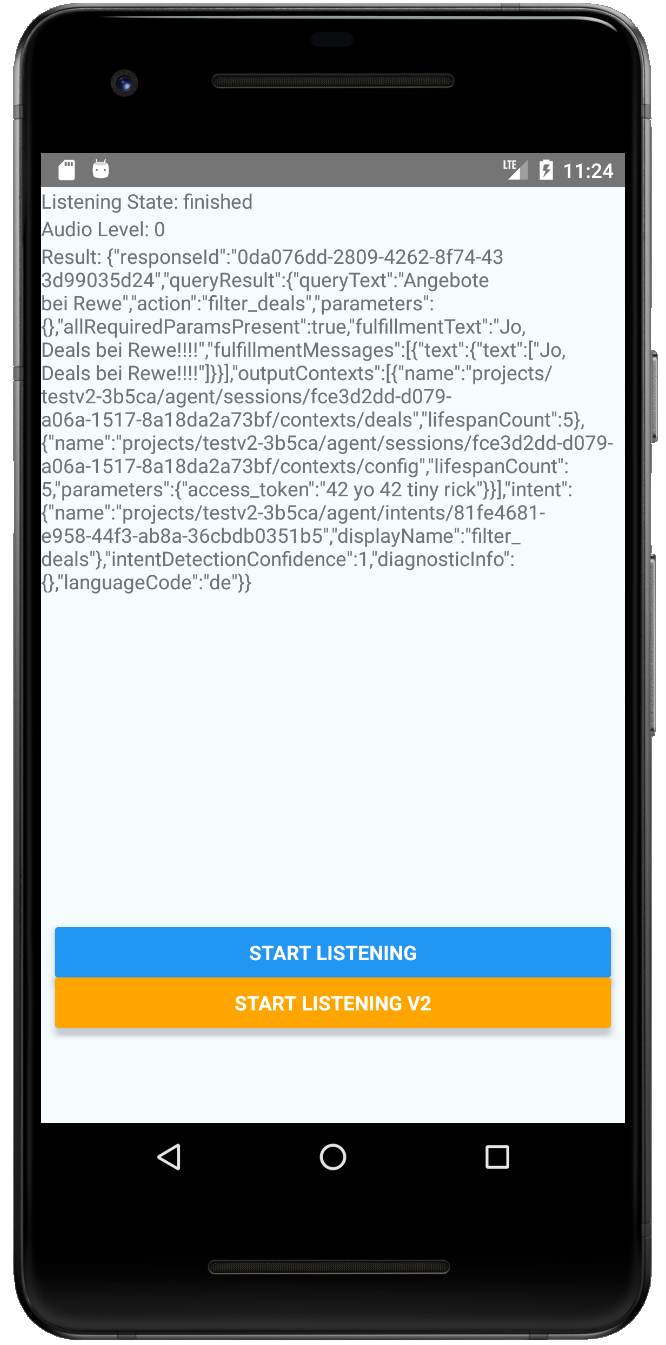 LTE 11:24
Listening State: finished
Audio Level: 0
Result: {"responseId":"0da076dd-2809-4262-8f74-43
3d99035d24","queryResult":{"queryText":"Angebote
bei Rewe","action":"filter_deals","parameters":
{},"allRequiredParamsPresent":true,"fulfillmentText":"Jo,
Deals bei Rewe!!!!","fulfillmentMessages":[{"text":{"text":["Jo,
Deals bei Rewe!!!!"]}}],"outputContexts":[{"name":"projects/
testv2-3b5ca/agent/sessions/fce3d2dd-d079-
a06a-1517-8a18da2a73bf/contexts/deals","lifespanCount":5},
{"name":"projects/testv2-3b5ca/agent/sessions/fce3d2dd-d079-
a06a-1517-8a18da2a73bf/contexts/config","lifespanCount":
5,"parameters":{"access_token":"42 yo 42 tiny rick"}}],"intent":
{"name":"projects/testv2-3b5ca/agent/intents/81fe4681-
e958-44f3-ab8a-36cbdb0351b5","displayName":"filter_
deals"},"intentDetectionConfidence":1,"diagnosticInfo":
{},"languageCode":"de"}}
START LISTENING
START LISTENING V2